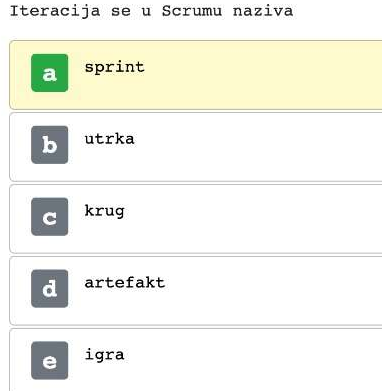 Iteracija se u Scrumu naziva
a sprint
b utrka
c krug
d artefakt
e igra